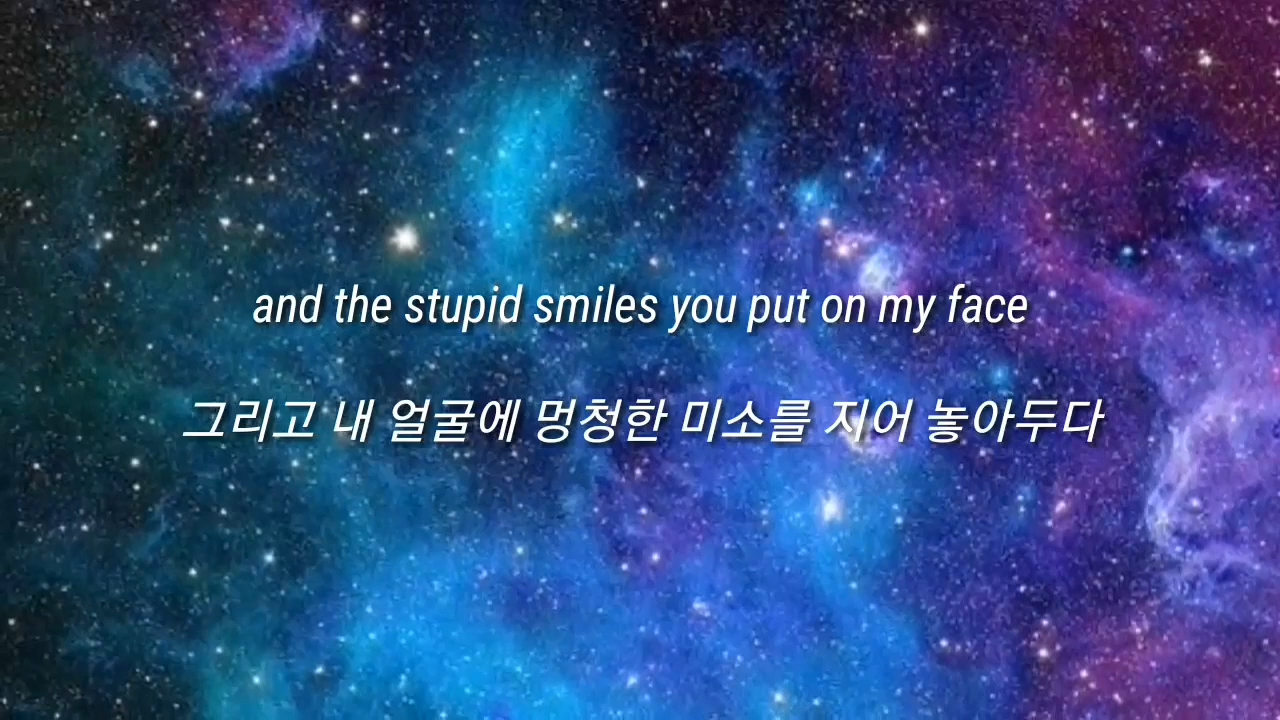 and the stupid smiles you put on my face
그리고 내 얼굴에 멍청한 미소를 지어 놓아두다